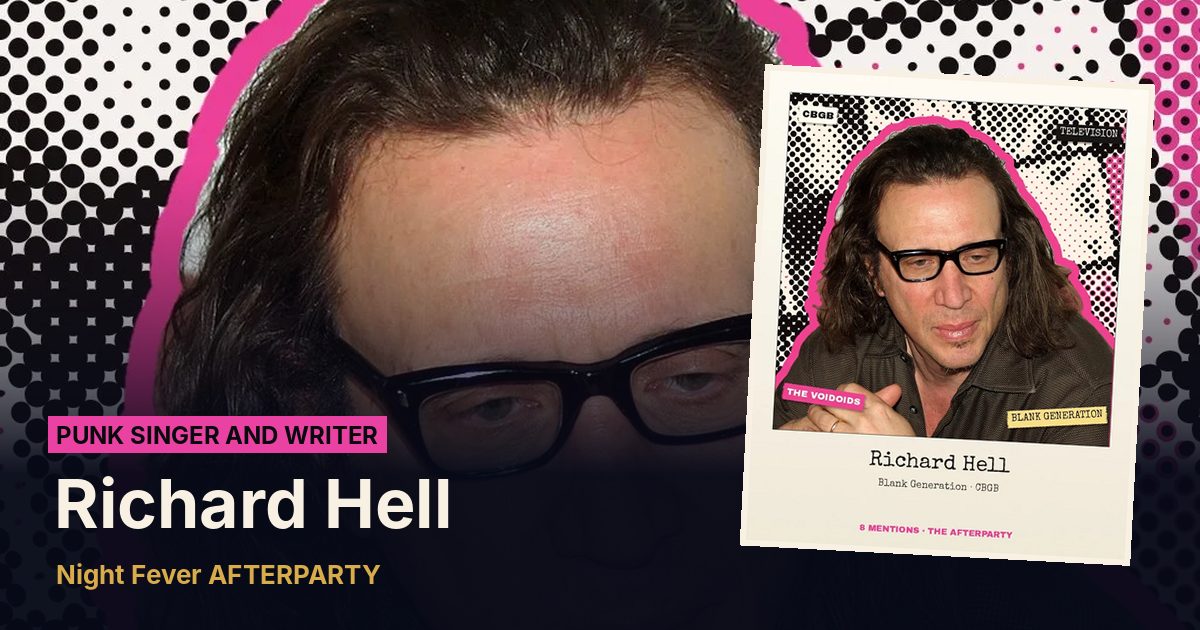 PUNK SINGER AND WRITER
Richard Hell
Night Fever AFTERPARTY
CBGB
TELEVISION
THE VOIDOIDS
BLANK GENERATION
Richard Hell
Blank Generation · CBGB
8 MENTIONS · THE AFTERPARTY